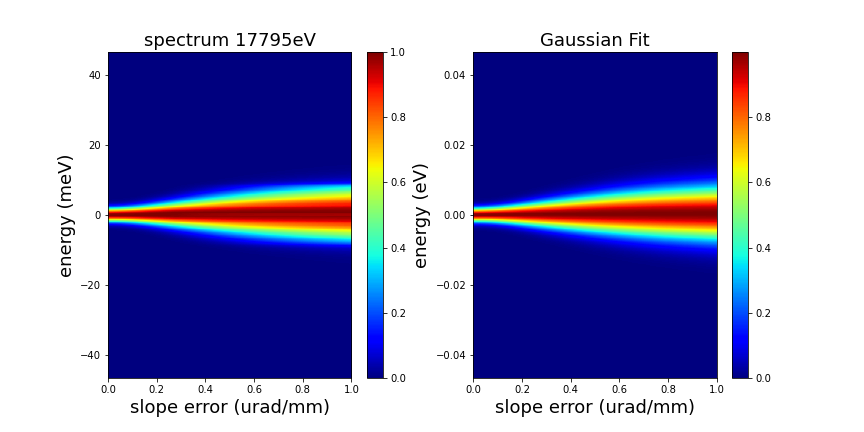 spectrum 17795eV
energy (meV)
40
20
0
−20
−40
0.0 0.2 0.4 0.6 0.8 1.0
slope error (urad/mm)
1.0
0.8
0.6
0.4
0.2
0.0
Gaussian Fit
energy (eV)
0.04
0.02
0.00
−0.02
−0.04
0.0 0.2 0.4 0.6 0.8 1.0
slope error (urad/mm)
0.8
0.6
0.4
0.2
0.0